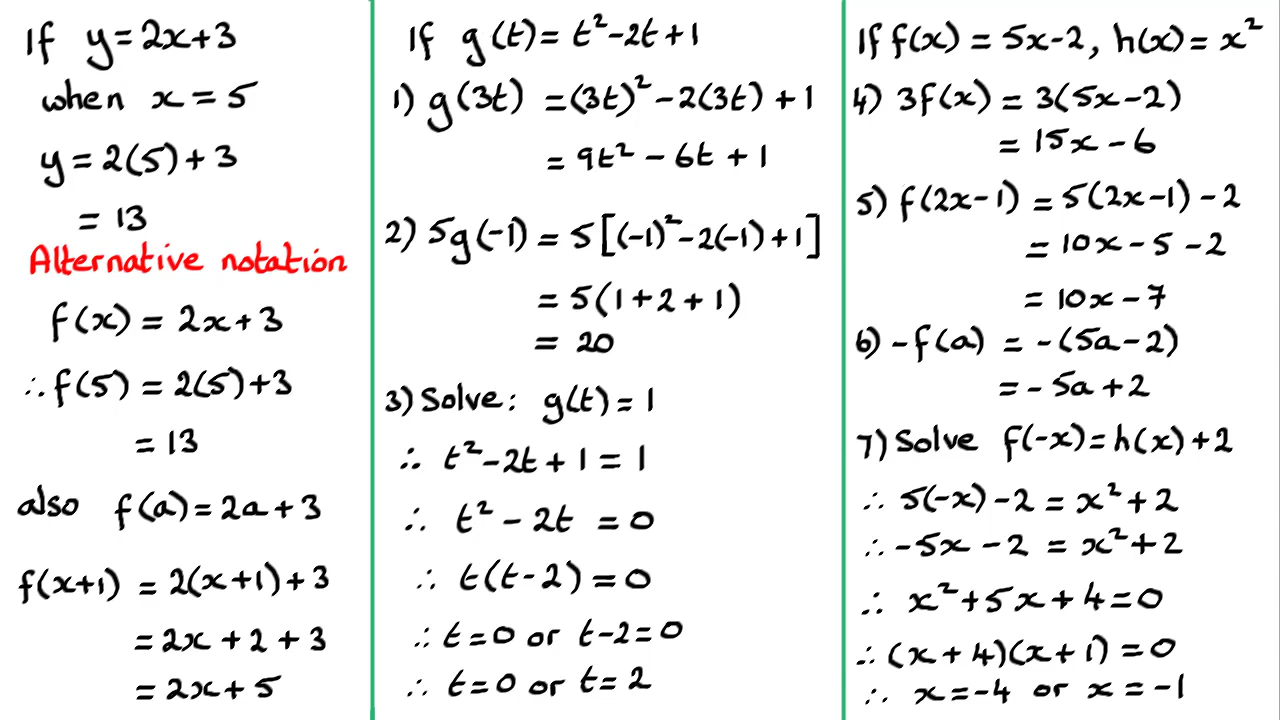 If y = 2x + 3
when x = 5
y = 2(5) + 3
= 13
Alternative notation
f(x) = 2x + 3
∴ f(5) = 2(5) + 3
= 13
also f(a) = 2a + 3
f(x+1) = 2(x+1) + 3
= 2x + 2 + 3
= 2x + 5
If g(t) = t² - 2t + 1
1) g(3t) = (3t)² - 2(3t) + 1
= 9t² - 6t + 1
2) 5g(-1) = 5[(-1)² - 2(-1) + 1]
= 5(1 + 2 + 1)
= 20
3) Solve: g(t) = 1
∴ t² - 2t + 1 = 1
∴ t² - 2t = 0
∴ t(t - 2) = 0
∴ t = 0 or t - 2 = 0
∴ t = 0 or t = 2
If f(x) = 5x - 2, h(x) = x²
4) 3f(x) = 3(5x - 2)
= 15x - 6
5) f(2x - 1) = 5(2x - 1) - 2
= 10x - 5 - 2
= 10x - 7
6) -f(a) = -(5a - 2)
= -5a + 2
7) Solve f(-x) = h(x) + 2
∴ 5(-x) - 2 = x² + 2
∴ -5x - 2 = x² + 2
∴ x² + 5x + 4 = 0
∴ (x + 4)(x + 1) = 0
∴ x = -4 or x = -1